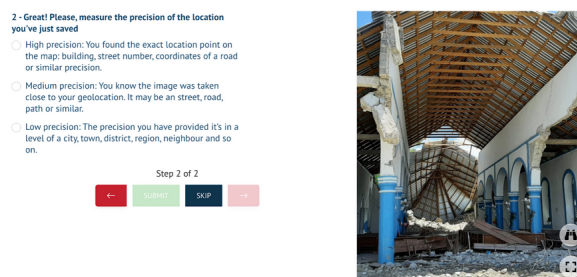 2 - Great! Please, measure the precision of the location
you've just saved
High precision: You found the exact location point on
the map: building, street number, coordinates of a road
or similar precision.
Medium precision: You know the image was taken
close to your geolocation. It may be an street, road,
path or similar.
Low precision: The precision you have provided it's in a
level of a city, town, district, region, neighbour and so
on.
Step 2 of 2
← SUBMIT SKIP →